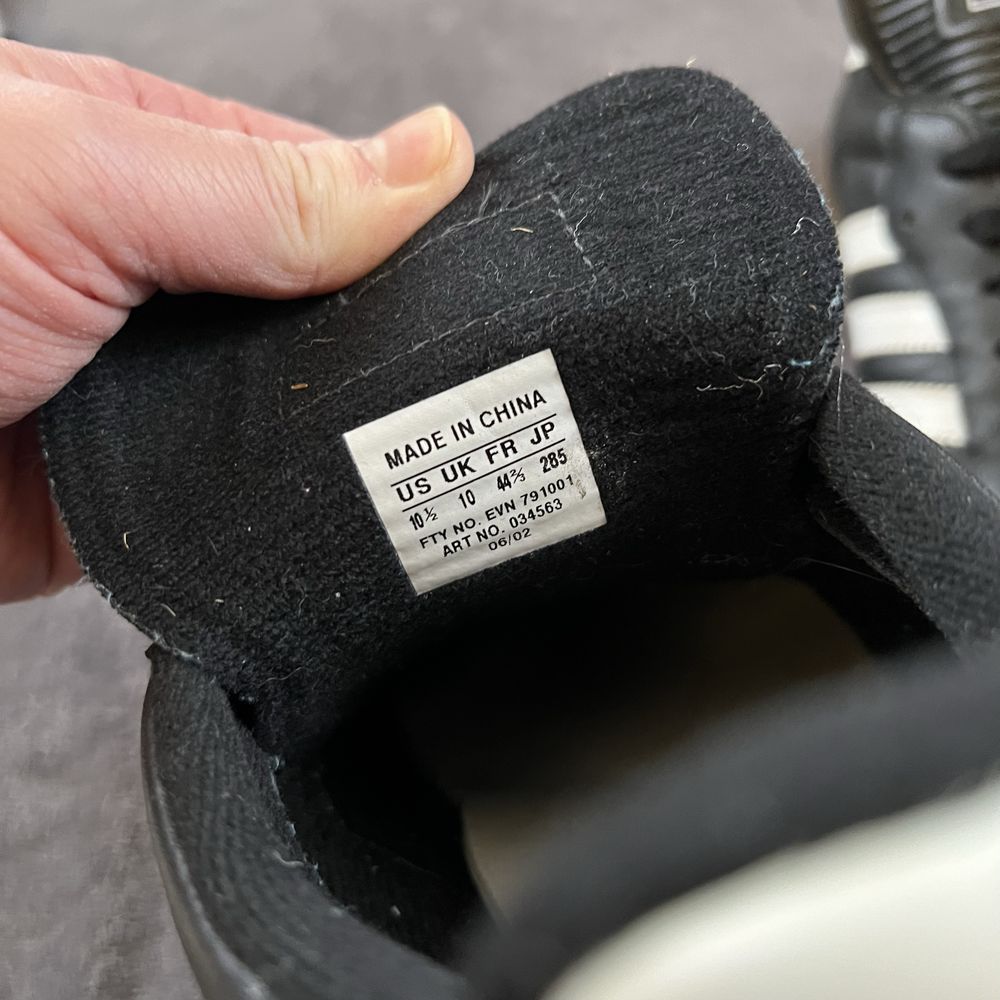 MADE IN CHINA
US UK FR JP
10½ 10 44⅔ 285
FTY NO. EVN 791001
ART NO. 034563
06/02